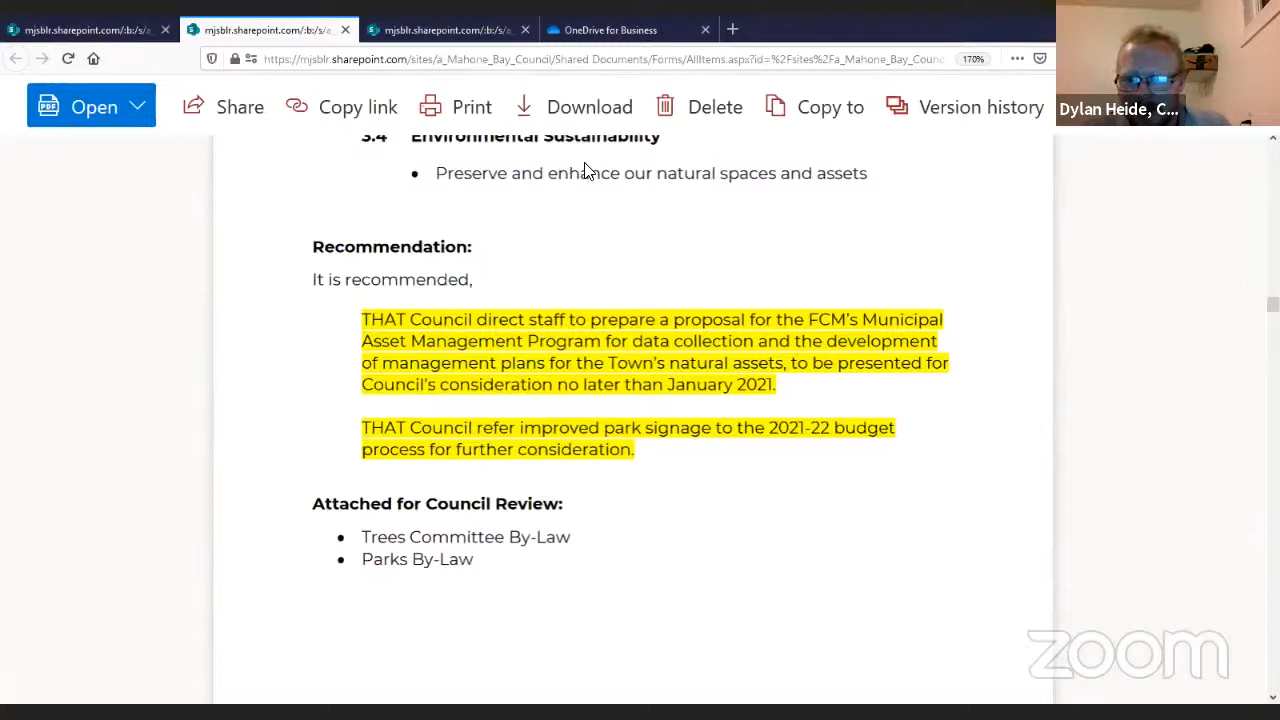 mjsblr.sharepoint.com/:b:/s/a_
mjsblr.sharepoint.com/:b:/s/a_
mjsblr.sharepoint.com/:b:/s/a_
OneDrive for Business
https://mjsblr.sharepoint.com/sites/a_Mahone_Bay_Council/Shared Documents/Forms/AllItems.aspx?id=%2Fsites%2Fa_Mahone_Bay_Counc
170%
PDF
Open
Share
Copy link
Print
Download
Delete
Copy to
Version history
Dylan Heide, C...
3.4 Environmental Sustainability
• Preserve and enhance our natural spaces and assets
Recommendation:
It is recommended,
THAT Council direct staff to prepare a proposal for the FCM's Municipal
Asset Management Program for data collection and the development
of management plans for the Town's natural assets, to be presented for
Council's consideration no later than January 2021.
THAT Council refer improved park signage to the 2021-22 budget
process for further consideration.
Attached for Council Review:
• Trees Committee By-Law
• Parks By-Law
zoom